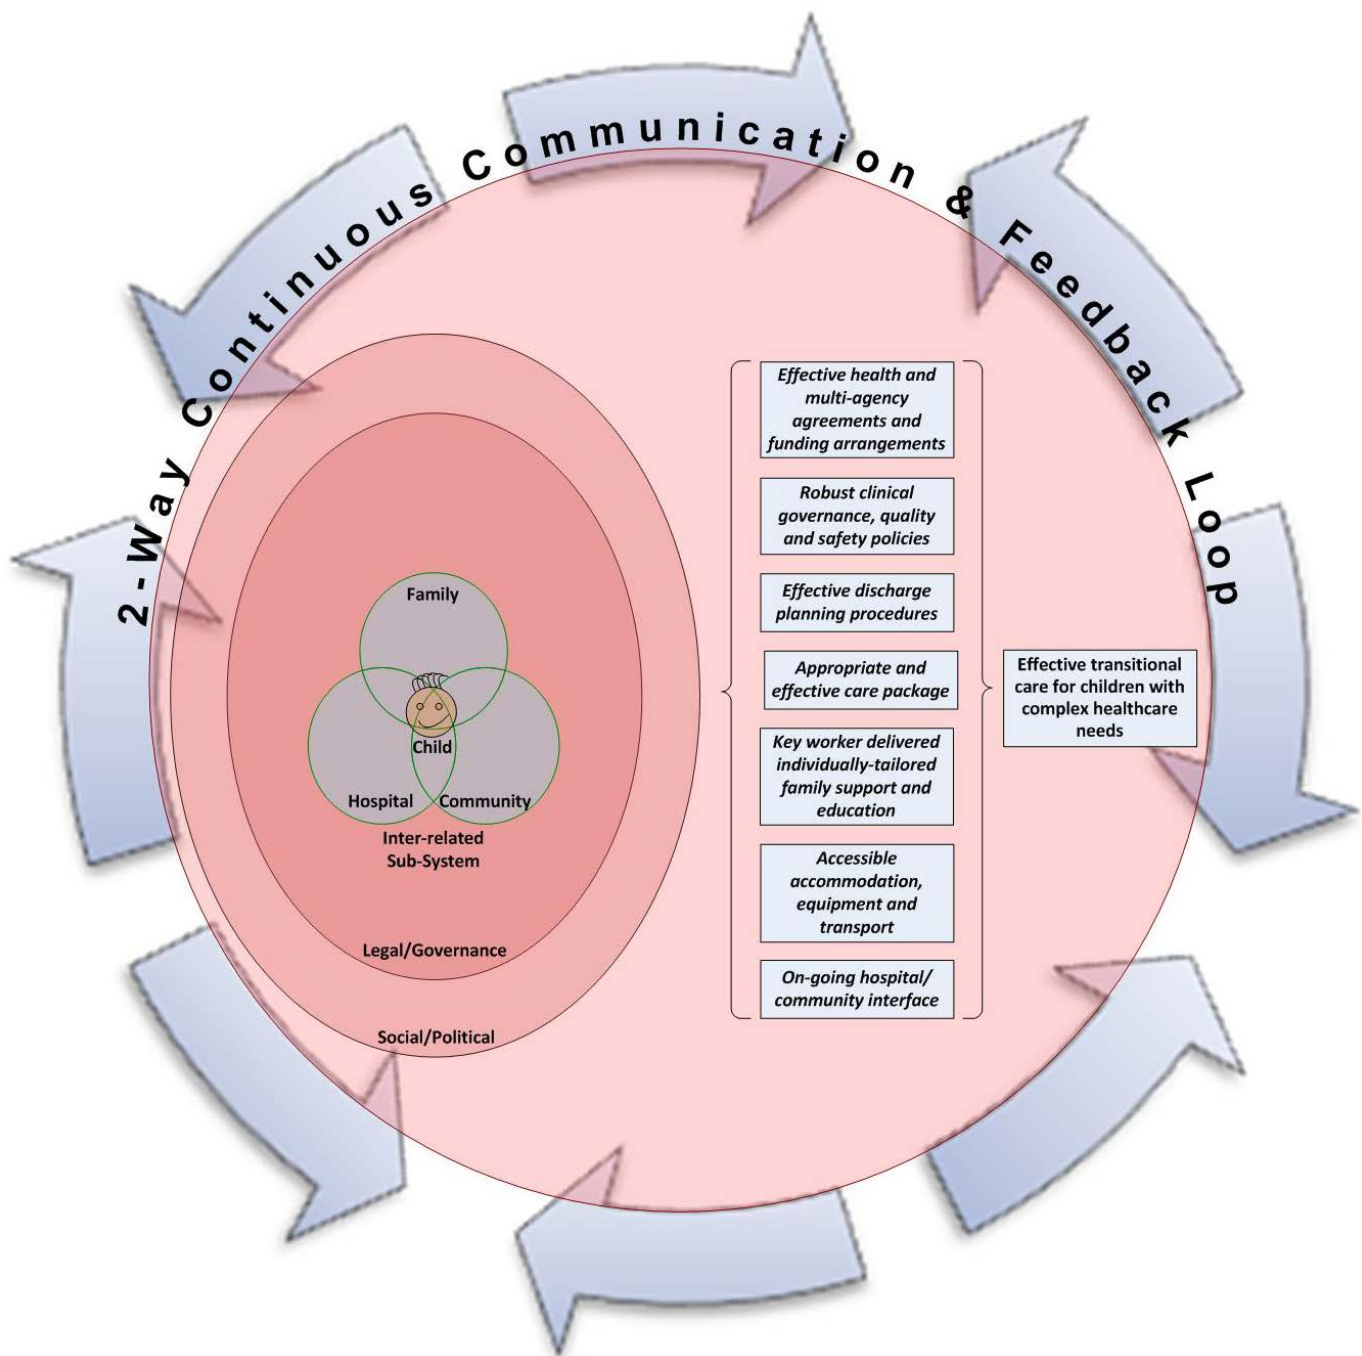 2-Way Continuous Communication & Feedback Loop
Family
Child
Hospital
Community
Inter-related
Sub-System
Legal/Governance
Social/Political
Effective health and
multi-agency
agreements and
funding arrangements
Robust clinical
governance, quality
and safety policies
Effective discharge
planning procedures
Appropriate and
effective care package
Key worker delivered
individually-tailored
family support and
education
Accessible
accommodation,
equipment and
transport
On-going hospital/
community interface
Effective transitional
care for children with
complex healthcare
needs